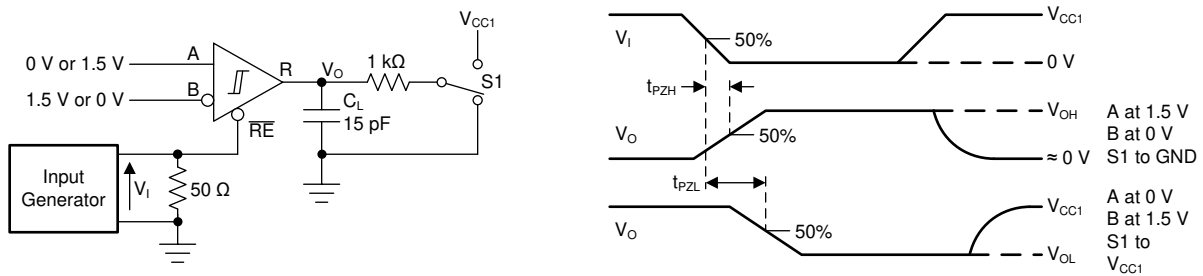 V_CC1
0 V or 1.5 V
A
R
V_O
1 kΩ
S1
1.5 V or 0 V
B
C_L
15 pF
R̅E̅
Input
Generator
V_I
50 Ω
V_I
50%
V_CC1
0 V
t_PZH
V_O
50%
V_OH
≈ 0 V
A at 1.5 V
B at 0 V
S1 to GND
t_PZL
V_O
50%
V_CC1
V_OL
A at 0 V
B at 1.5 V
S1 to
V_CC1